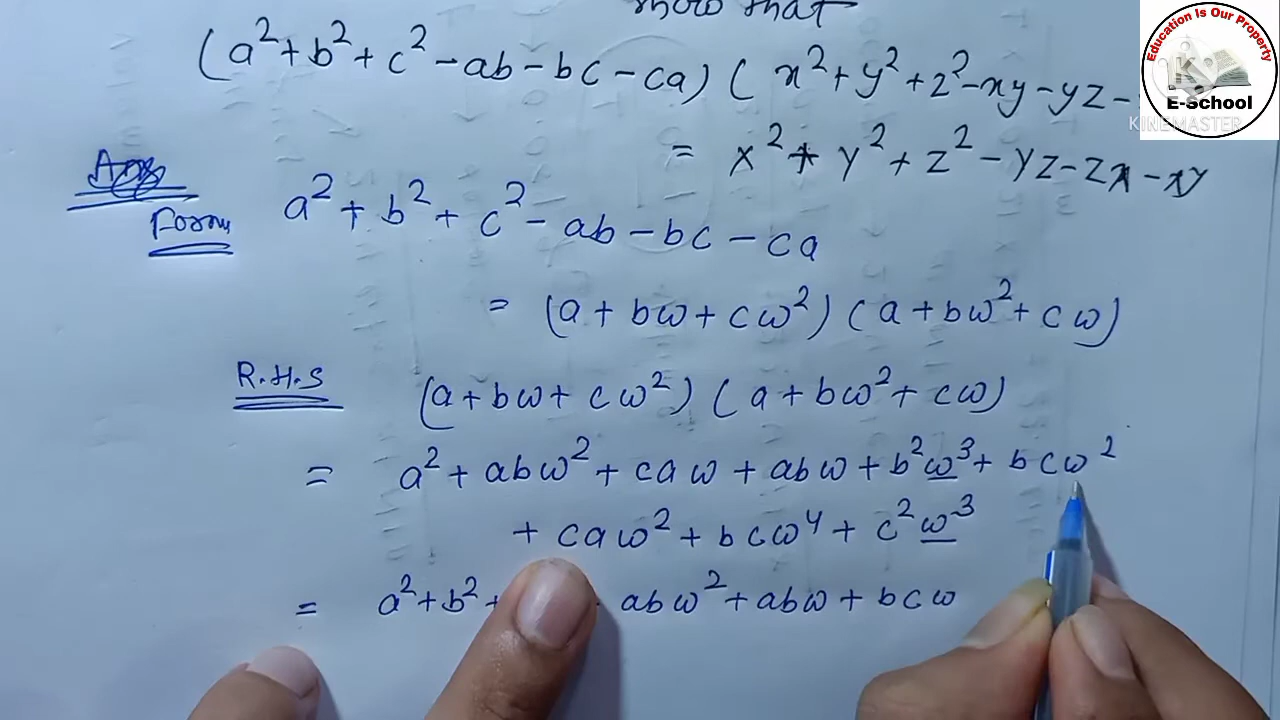 show that
(a²+b²+c²-ab-bc-ca) ( x²+y²+z²-xy-yz-
= x²+ y²+z²-yz-zx-xy
Ans
Form a²+b²+c²-ab-bc-ca
= (a+bω+cω²)(a+bω²+cω)
R.H.S (a+bω+cω²)(a+bω²+cω)
= a²+abω²+caω+abω+b²ω³+bcω²
+caω²+bcω⁴+c²ω³
= a²+b²+ abω²+abω+bcω
Education Is Our Property
K
E-School
KINEMASTER